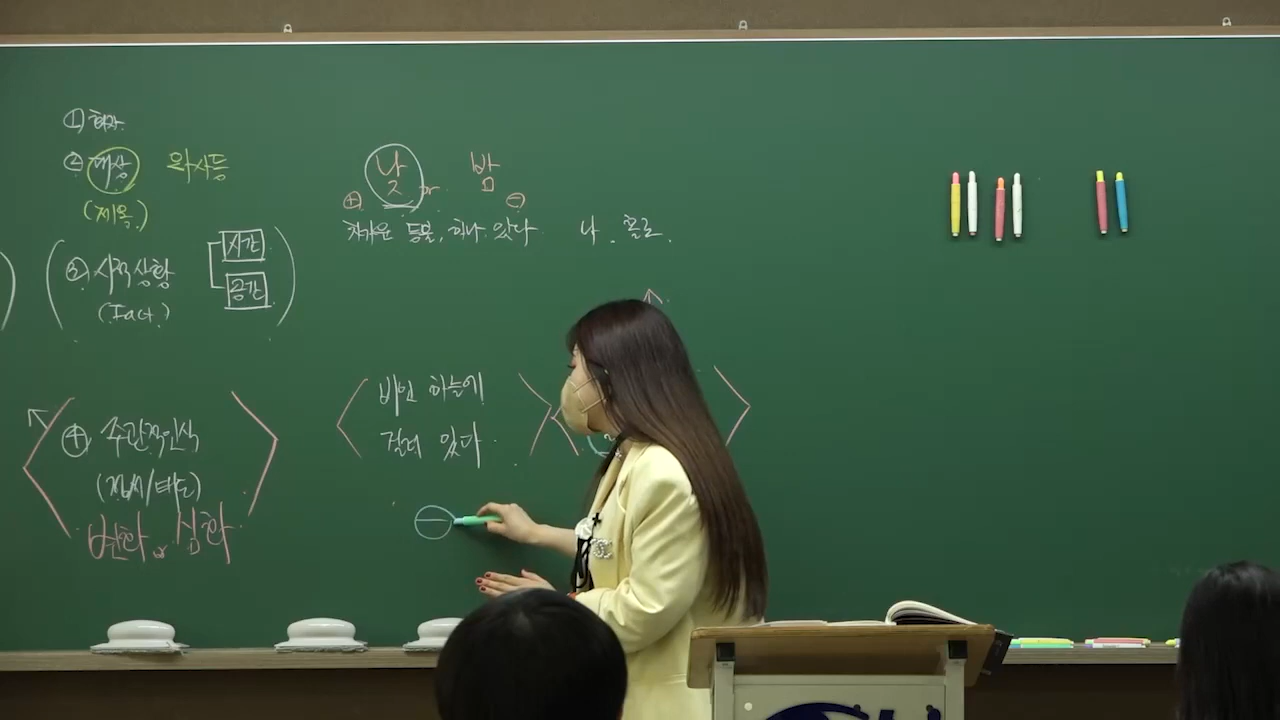 ① 화자
② 대상 와사등
(제목)
③ 시적상황 시간
(Fact) 공간
④ 주관적인식
(정서/태도)
변화 or 심화
낮 or 밤
⊕ ⊖
차가운 등불, 하나 있다 나 홀로
비인 하늘에
걸려 있다
⊖